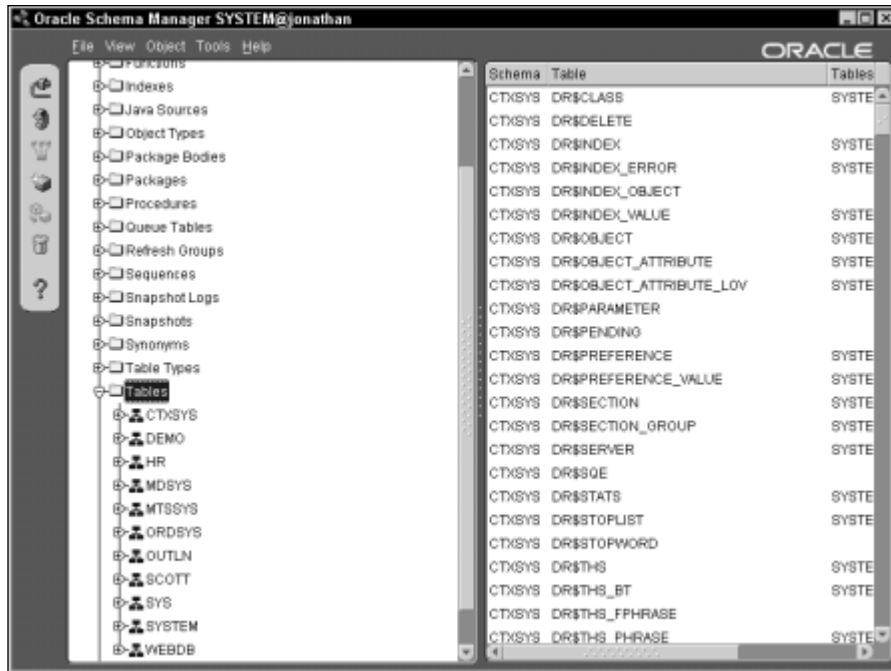 Oracle Schema Manager SYSTEM@jonathan
File View Object Tools Help
ORACLE
Functions
Indexes
Java Sources
Object Types
Package Bodies
Packages
Procedures
Queue Tables
Refresh Groups
Sequences
Snapshot Logs
Snapshots
Synonyms
Table Types
Tables
CTXSYS
DEMO
HR
MDSYS
MTSSYS
ORDSYS
OUTLN
SCOTT
SYS
SYSTEM
WEBDB
Schema Table Tables
CTXSYS DR$CLASS SYSTE
CTXSYS DR$DELETE
CTXSYS DR$INDEX SYSTE
CTXSYS DR$INDEX_ERROR SYSTE
CTXSYS DR$INDEX_OBJECT
CTXSYS DR$INDEX_VALUE SYSTE
CTXSYS DR$OBJECT SYSTE
CTXSYS DR$OBJECT_ATTRIBUTE SYSTE
CTXSYS DR$OBJECT_ATTRIBUTE_LOV SYSTE
CTXSYS DR$PARAMETER
CTXSYS DR$PENDING
CTXSYS DR$PREFERENCE SYSTE
CTXSYS DR$PREFERENCE_VALUE SYSTE
CTXSYS DR$SECTION SYSTE
CTXSYS DR$SECTION_GROUP SYSTE
CTXSYS DR$SERVER SYSTE
CTXSYS DR$SQE
CTXSYS DR$STATS SYSTE
CTXSYS DR$STOPLIST SYSTE
CTXSYS DR$STOPWORD
CTXSYS DR$THS SYSTE
CTXSYS DR$THS_BT SYSTE
CTXSYS DR$THS_FPHRASE
CTXSYS DR$THS_PHRASE SYSTE